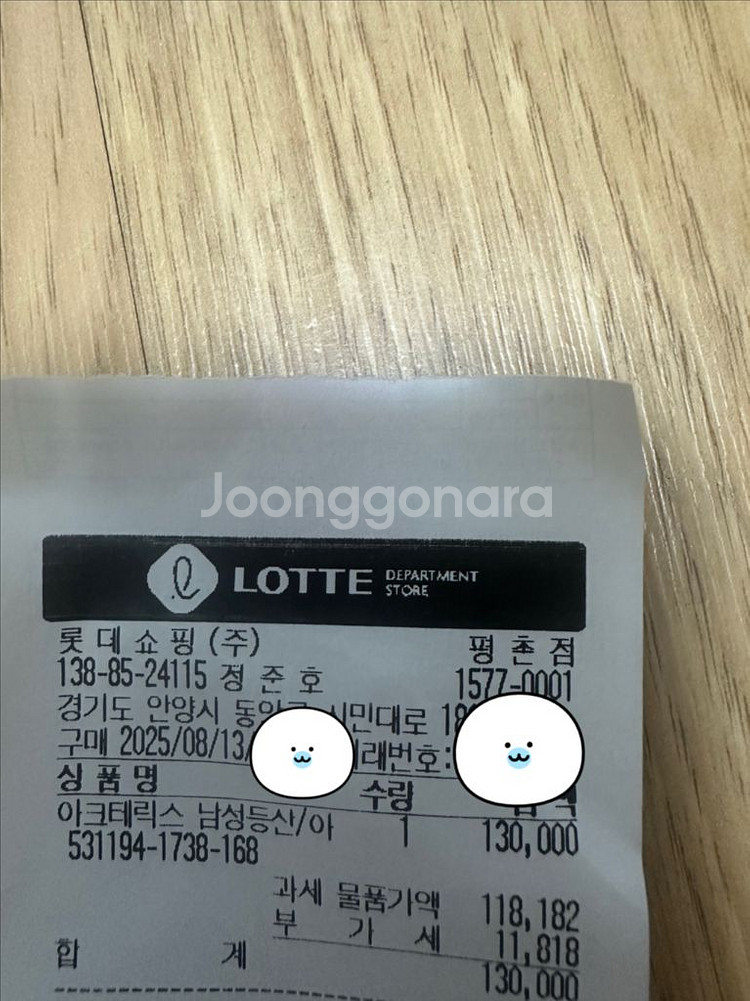 Joonggonara
LOTTE DEPARTMENT STORE
롯데쇼핑(주) 평촌점
138-85-24115 정준호 1577-0001
경기도 안양시 시민대로
구매 2025/08/13/
상품명 수량
아크테릭스 남성등산/아 1 130,000
531194-1738-168
과세 물품가액 118,182
부 가 세 11,818
합 계 130,000